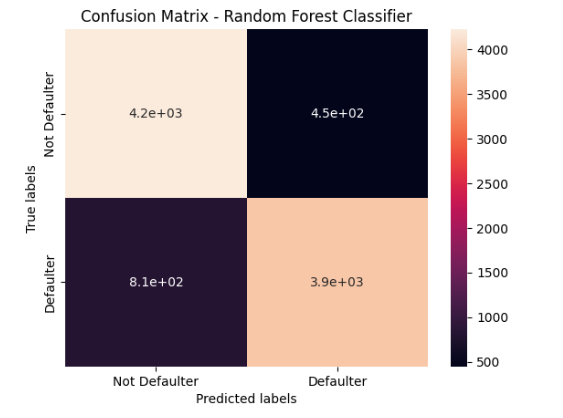 Confusion Matrix - Random Forest Classifier
Not Defaulter
Defaulter
True labels
4.2e+03
4.5e+02
8.1e+02
3.9e+03
Not Defaulter
Defaulter
Predicted labels
4000
3500
3000
2500
2000
1500
1000
500